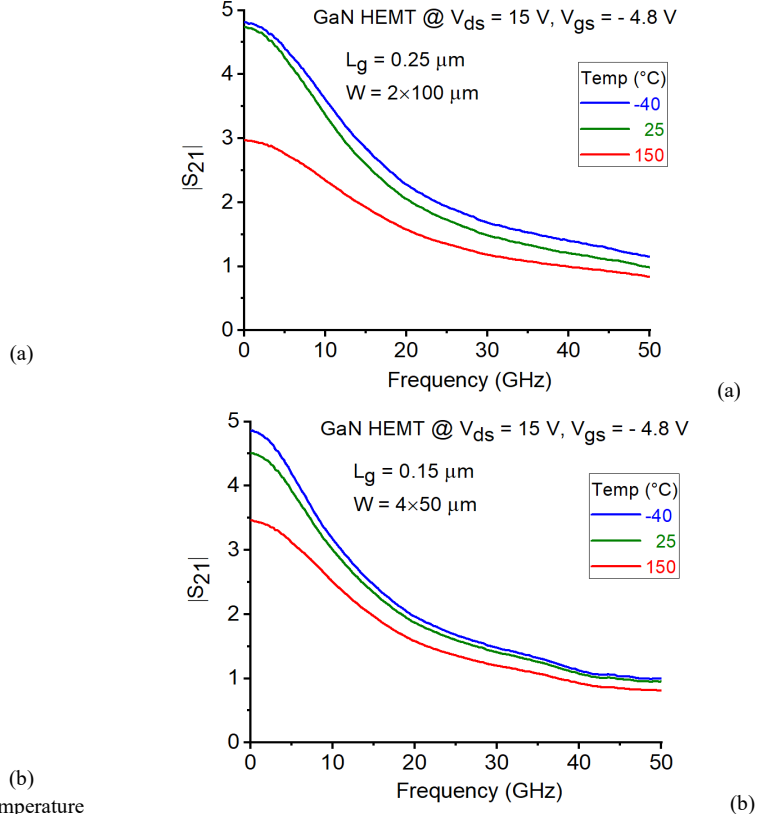 GaN HEMT @ Vds = 15 V, Vgs = - 4.8 V
Lg = 0.25 μm
W = 2×100 μm
Temp (°C)
-40
25
150
|S21|
5
4
3
2
1
0
0 10 20 30 40 50
Frequency (GHz)
(a)
(a)
GaN HEMT @ Vds = 15 V, Vgs = - 4.8 V
Lg = 0.15 μm
W = 4×50 μm
Temp (°C)
-40
25
150
|S21|
5
4
3
2
1
0
0 10 20 30 40 50
Frequency (GHz)
(b)
(b)
mperature